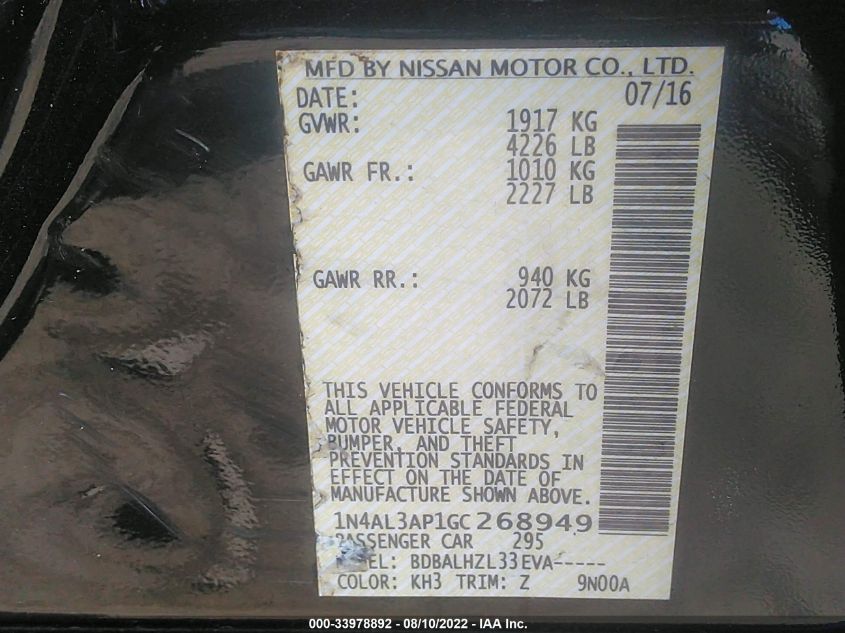 MFD BY NISSAN MOTOR CO., LTD.
DATE: 07/16
GVWR: 1917 KG
4226 LB
GAWR FR.: 1010 KG
2227 LB
GAWR RR.: 940 KG
2072 LB
THIS VEHICLE CONFORMS TO
ALL APPLICABLE FEDERAL
MOTOR VEHICLE SAFETY,
BUMPER, AND THEFT
PREVENTION STANDARDS IN
EFFECT ON THE DATE OF
MANUFACTURE SHOWN ABOVE.
1N4AL3AP1GC268949
PASSENGER CAR 295
BDBALHZL33EVA-----
COLOR: KH3 TRIM: Z 9N00A
000-33978892 - 08/10/2022 - IAA Inc.